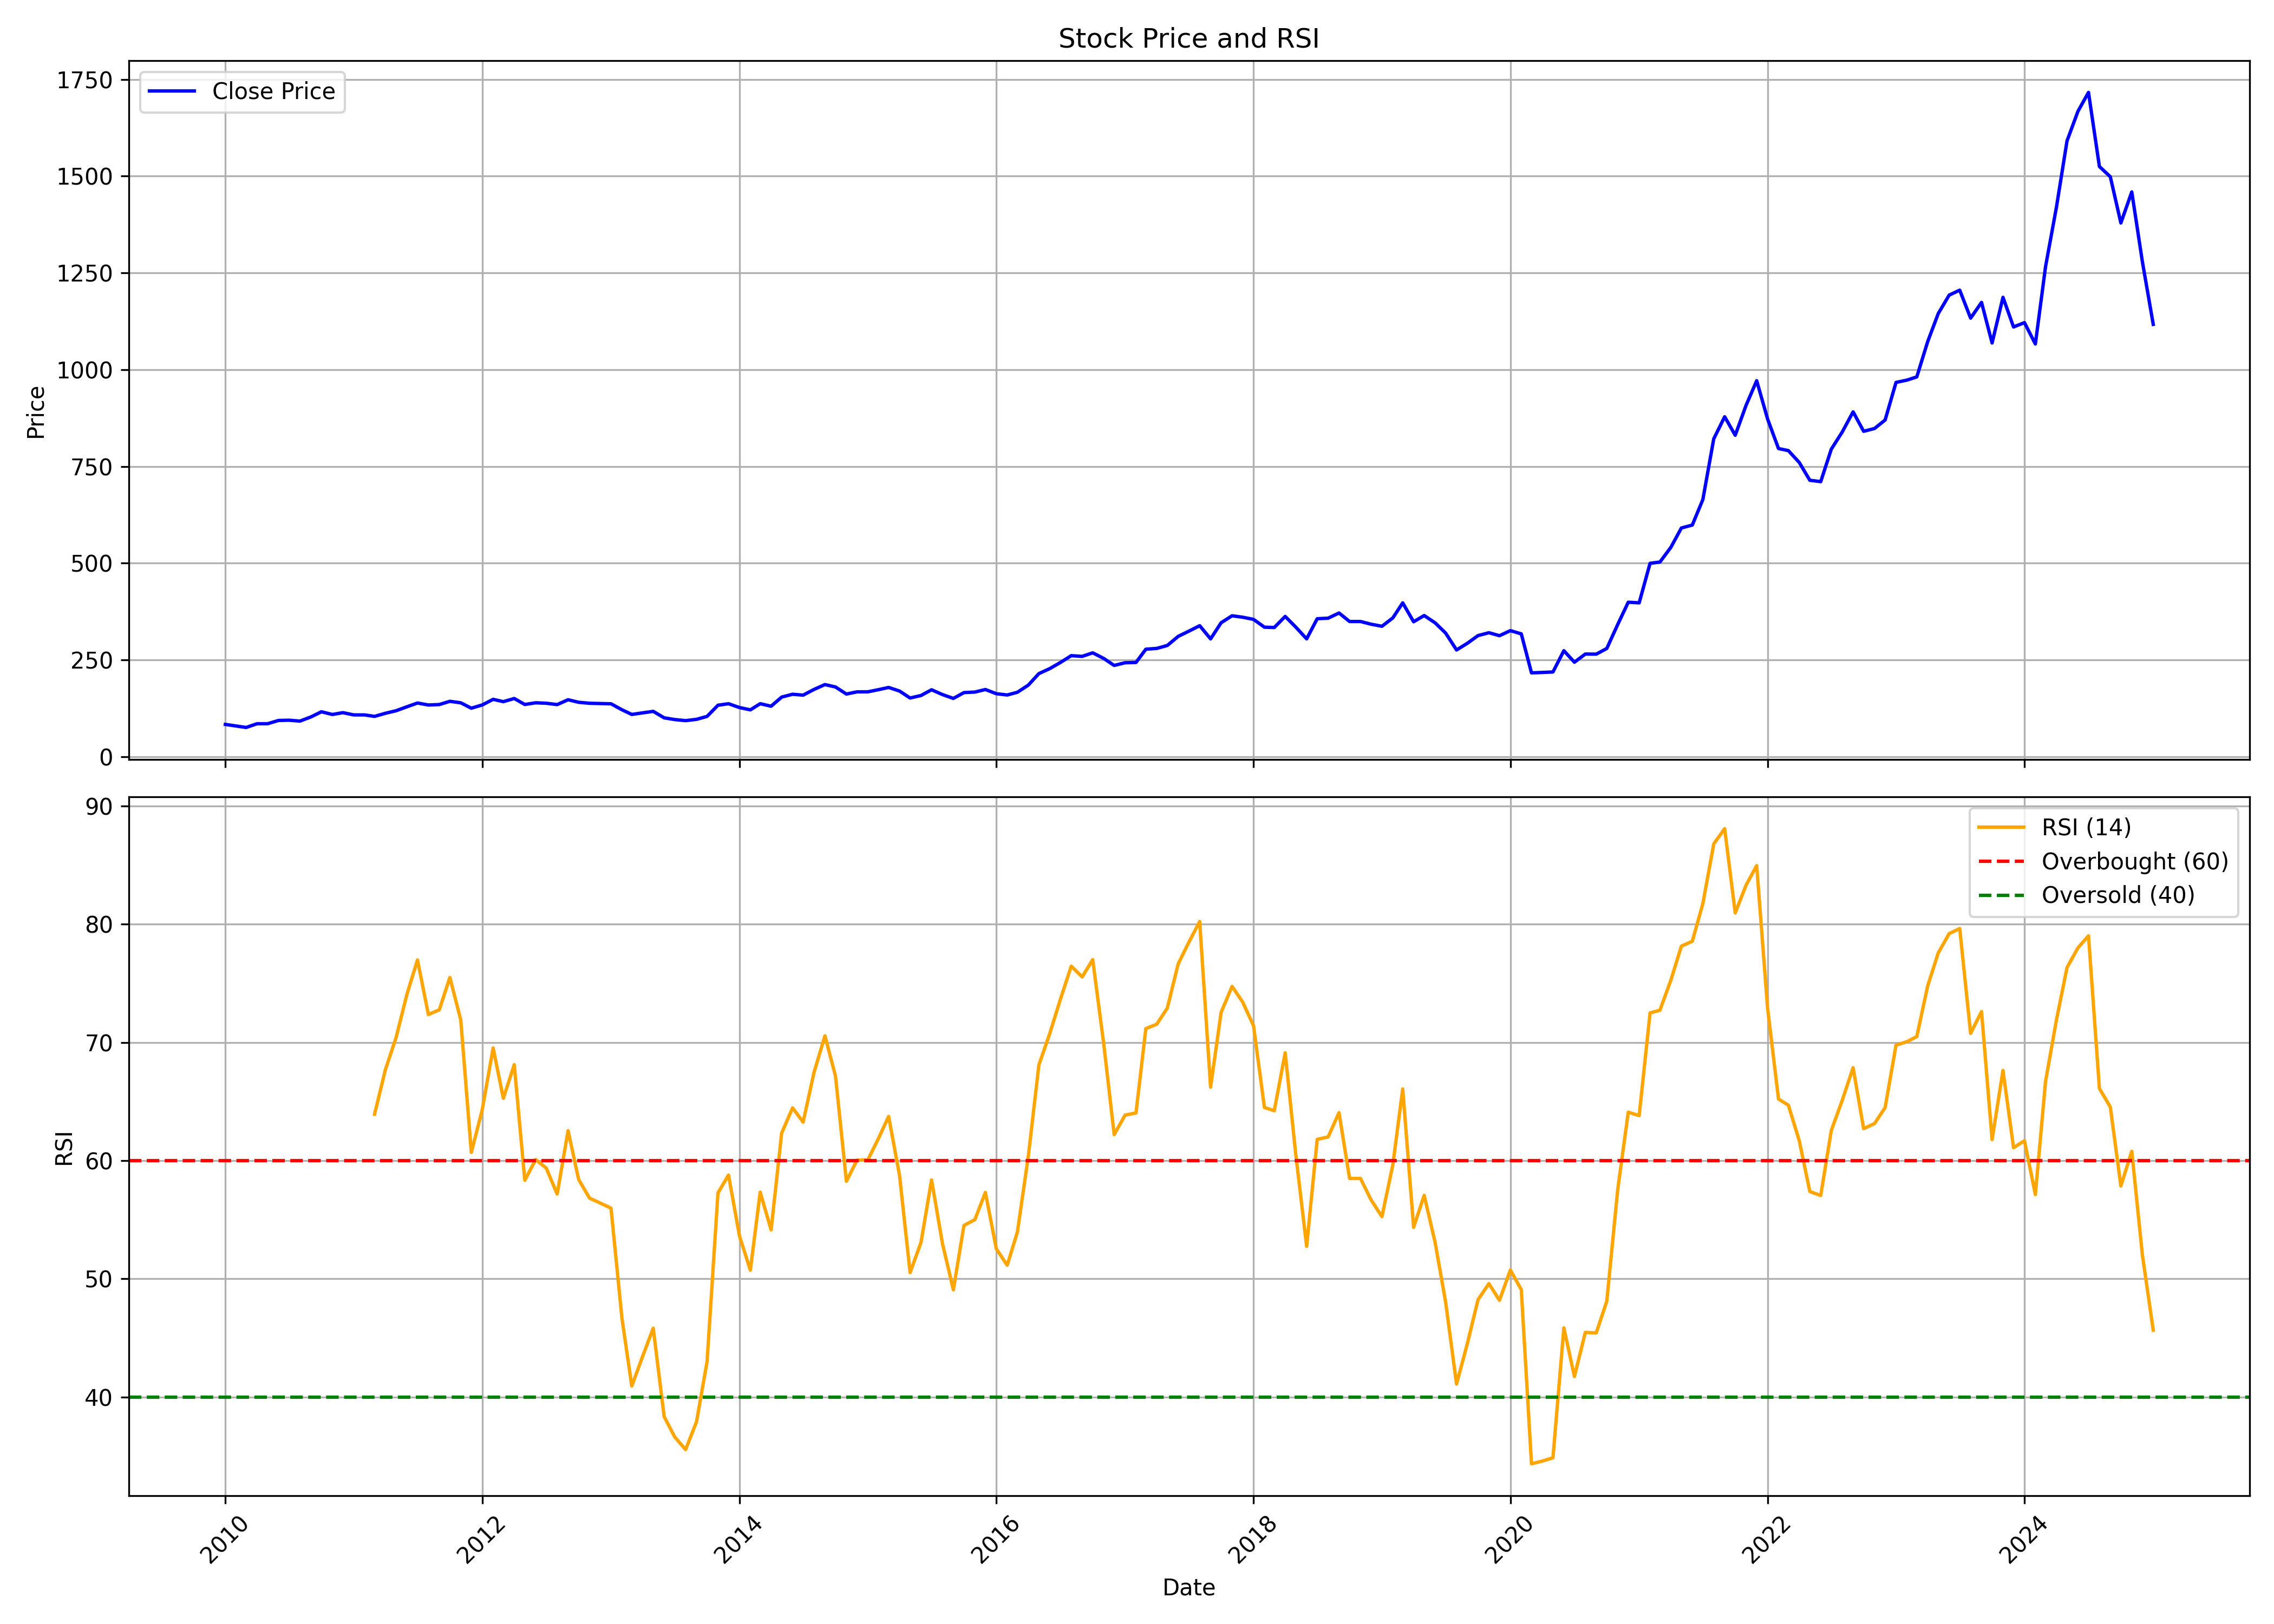 Stock Price and RSI
1750
1500
1250
1000
750
500
250
0
Price
Close Price
90
80
70
60
50
40
RSI
RSI (14)
Overbought (60)
Oversold (40)
2010
2012
2014
2016
2018
2020
2022
2024
Date